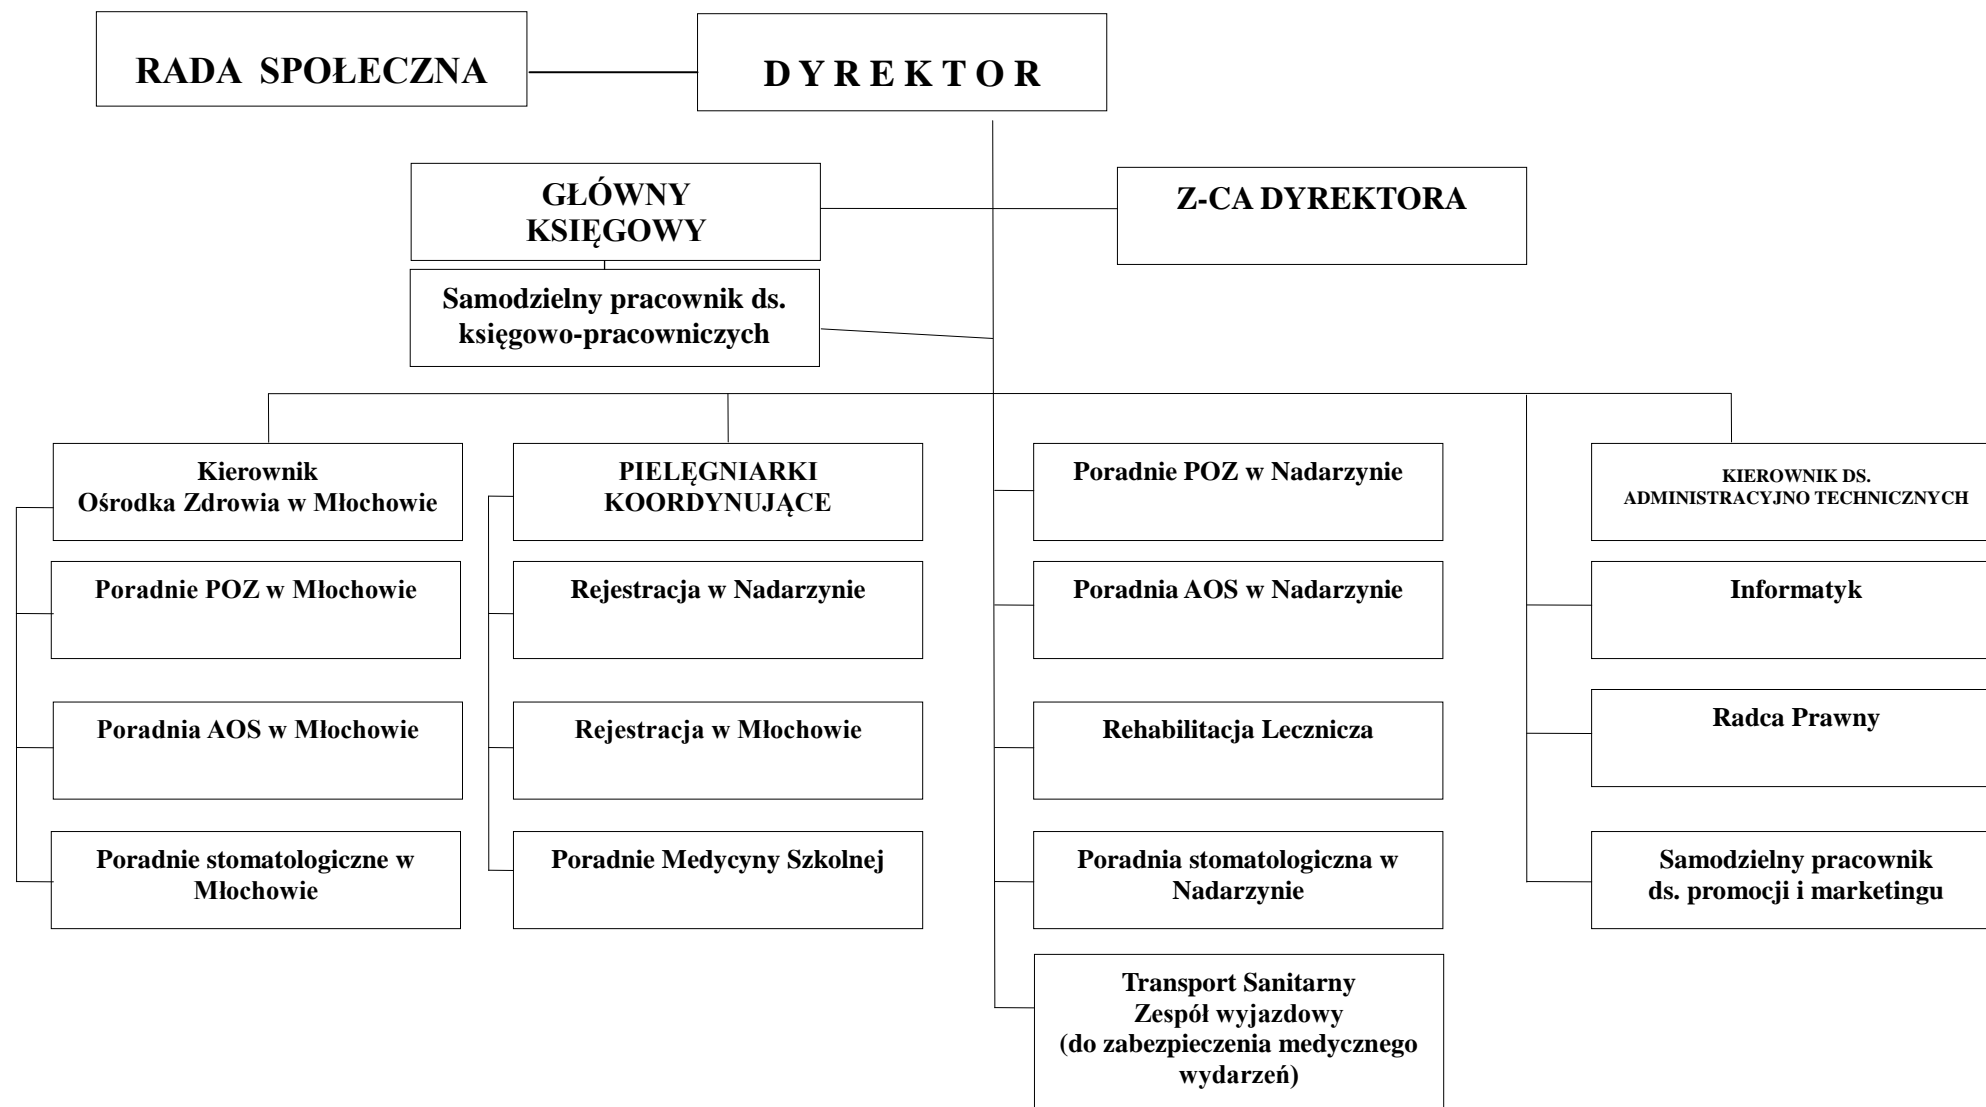 RADA SPOŁECZNA
D Y R E K T O R
GŁÓWNY
KSIĘGOWY
Z-CA DYREKTORA
Samodzielny pracownik ds.
księgowo-pracowniczych
Kierownik
Ośrodka Zdrowia w Młochowie
Poradnie POZ w Młochowie
Poradnia AOS w Młochowie
Poradnie stomatologiczne w
Młochowie
PIELĘGNIARKI
KOORDYNUJĄCE
Rejestracja w Nadarzynie
Rejestracja w Młochowie
Poradnie Medycyny Szkolnej
Poradnie POZ w Nadarzynie
Poradnia AOS w Nadarzynie
Rehabilitacja Lecznicza
Poradnia stomatologiczna w
Nadarzynie
Transport Sanitarny
Zespół wyjazdowy
(do zabezpieczenia medycznego
wydarzeń)
KIEROWNIK DS.
ADMINISTRACYJNO TECHNICZNYCH
Informatyk
Radca Prawny
Samodzielny pracownik
ds. promocji i marketingu